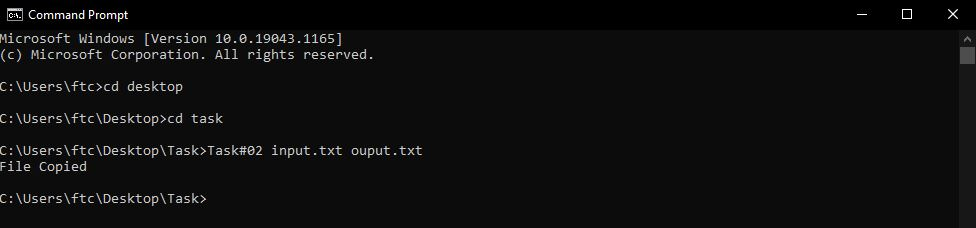 Command Prompt
Microsoft Windows [Version 10.0.19043.1165]
(c) Microsoft Corporation. All rights reserved.
C:\Users\ftc>cd desktop
C:\Users\ftc\Desktop>cd task
C:\Users\ftc\Desktop\Task>Task#02 input.txt ouput.txt
File Copied
C:\Users\ftc\Desktop\Task>